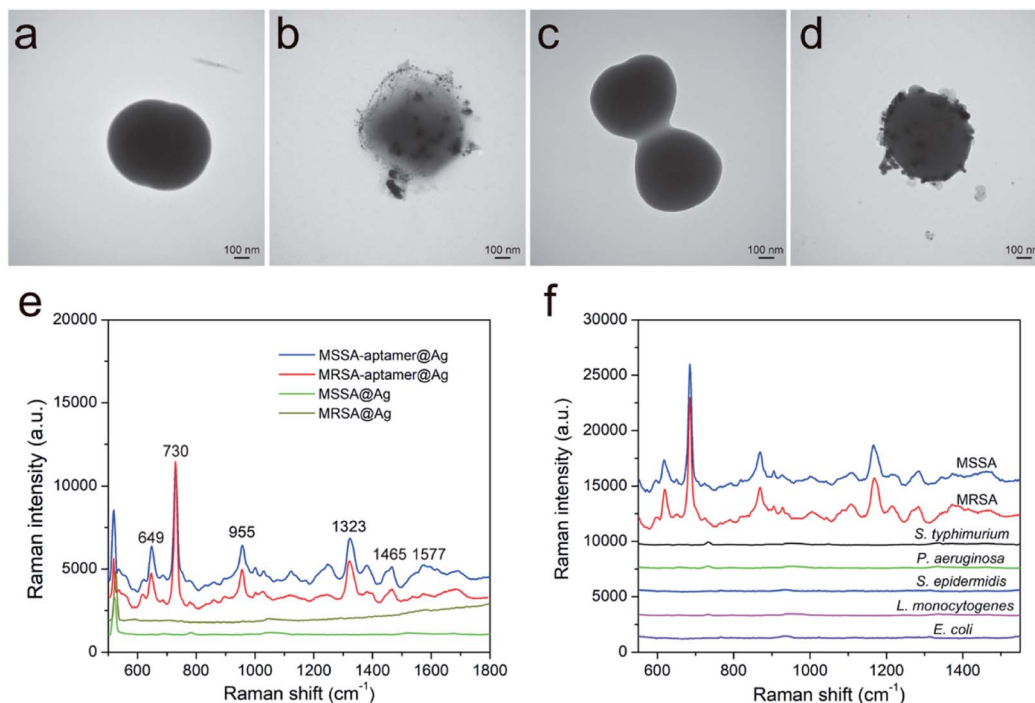 a
b
c
d
100 nm
100 nm
100 nm
100 nm
e
20000
15000
10000
5000
0
Raman intensity (a.u.)
MSSA-aptamer@Ag
MRSA-aptamer@Ag
MSSA@Ag
MRSA@Ag
649
730
955
1323
1465
1577
600
800
1000
1200
1400
1600
1800
Raman shift (cm⁻¹)
f
30000
25000
20000
15000
10000
5000
0
Raman intensity (a.u.)
MSSA
MRSA
S. typhimurium
P. aeruginosa
S. epidermidis
L. monocytogenes
E. coli
600
800
1000
1200
1400
Raman shift (cm⁻¹)